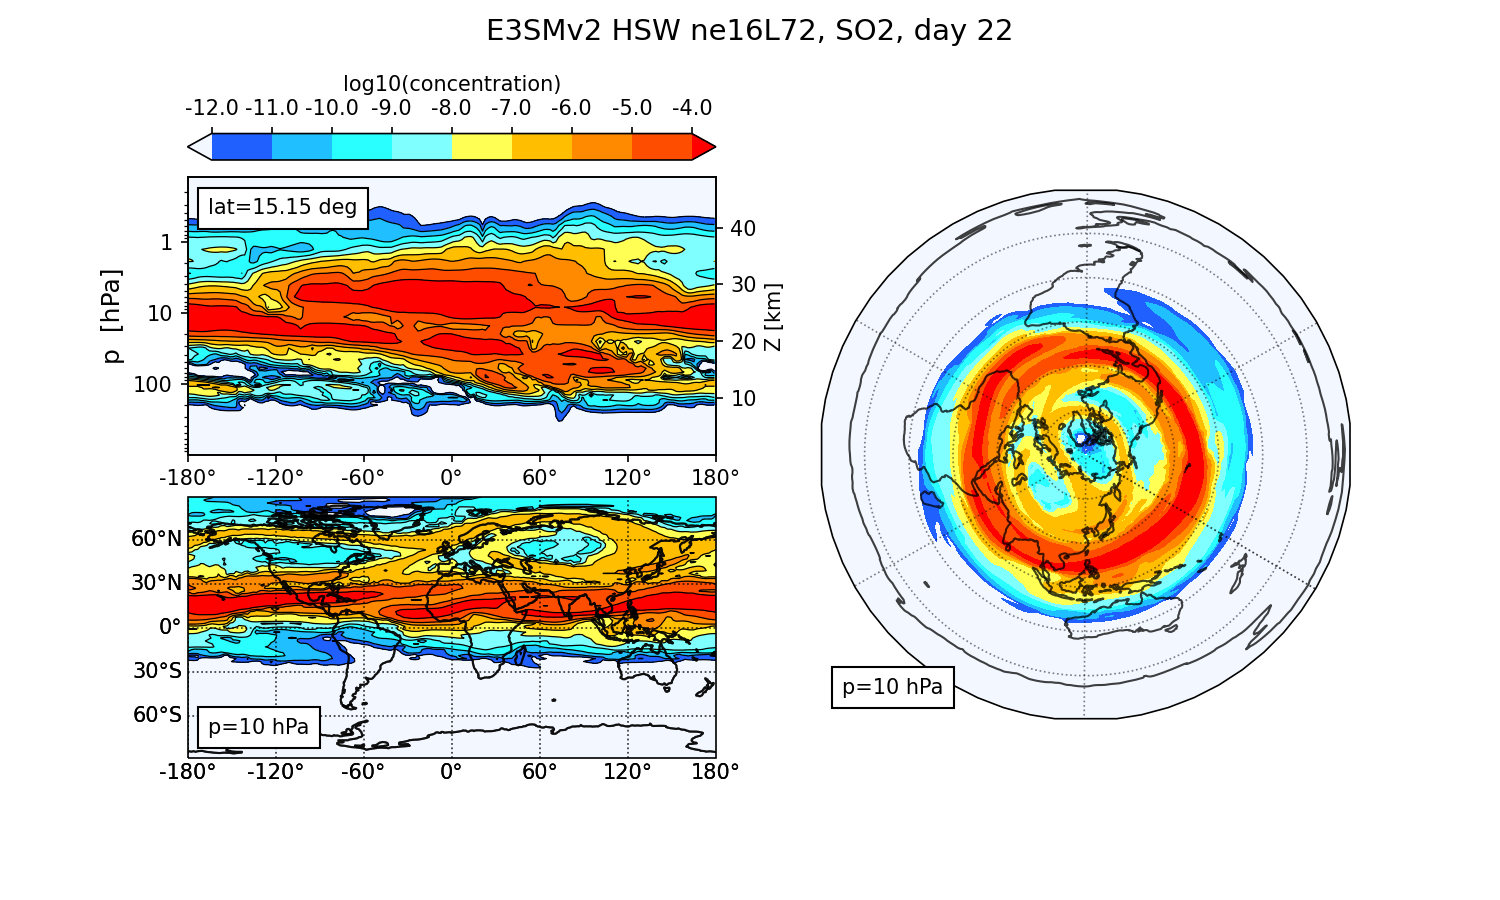 E3SMv2 HSW ne16L72, SO2, day 22
log10(concentration)
-12.0 -11.0 -10.0 -9.0 -8.0 -7.0 -6.0 -5.0 -4.0
lat=15.15 deg
1
10
100
p [hPa]
40
30
20
10
Z [km]
-180° -120° -60° 0° 60° 120° 180°
60°N
30°N
0°
30°S
60°S
p=10 hPa
-180° -120° -60° 0° 60° 120° 180°
p=10 hPa